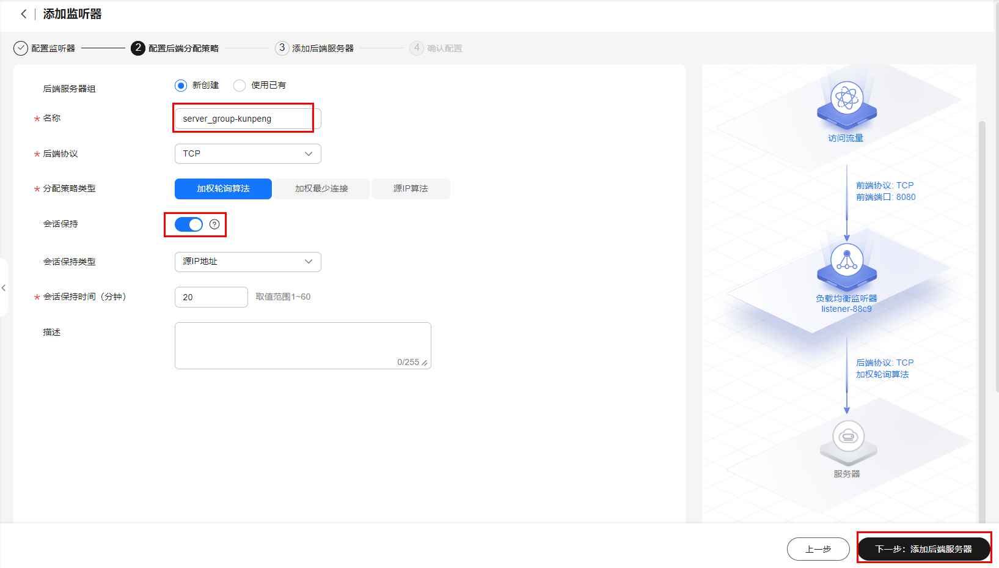 添加监听器
配置监听器
2 配置后端分配策略
3 添加后端服务器
4 确认配置
后端服务器组
新创建
使用已有
* 名称
server_group-kunpeng
* 后端协议
TCP
* 分配策略类型
加权轮询算法
加权最少连接
源IP算法
会话保持
?
会话保持类型
源IP地址
* 会话保持时间（分钟）
20
取值范围1~60
描述
0/255
访问流量
前端协议: TCP
前端端口: 8080
负载均衡监听器
listener-88c9
后端协议: TCP
加权轮询算法
服务器
上一步
下一步：添加后端服务器